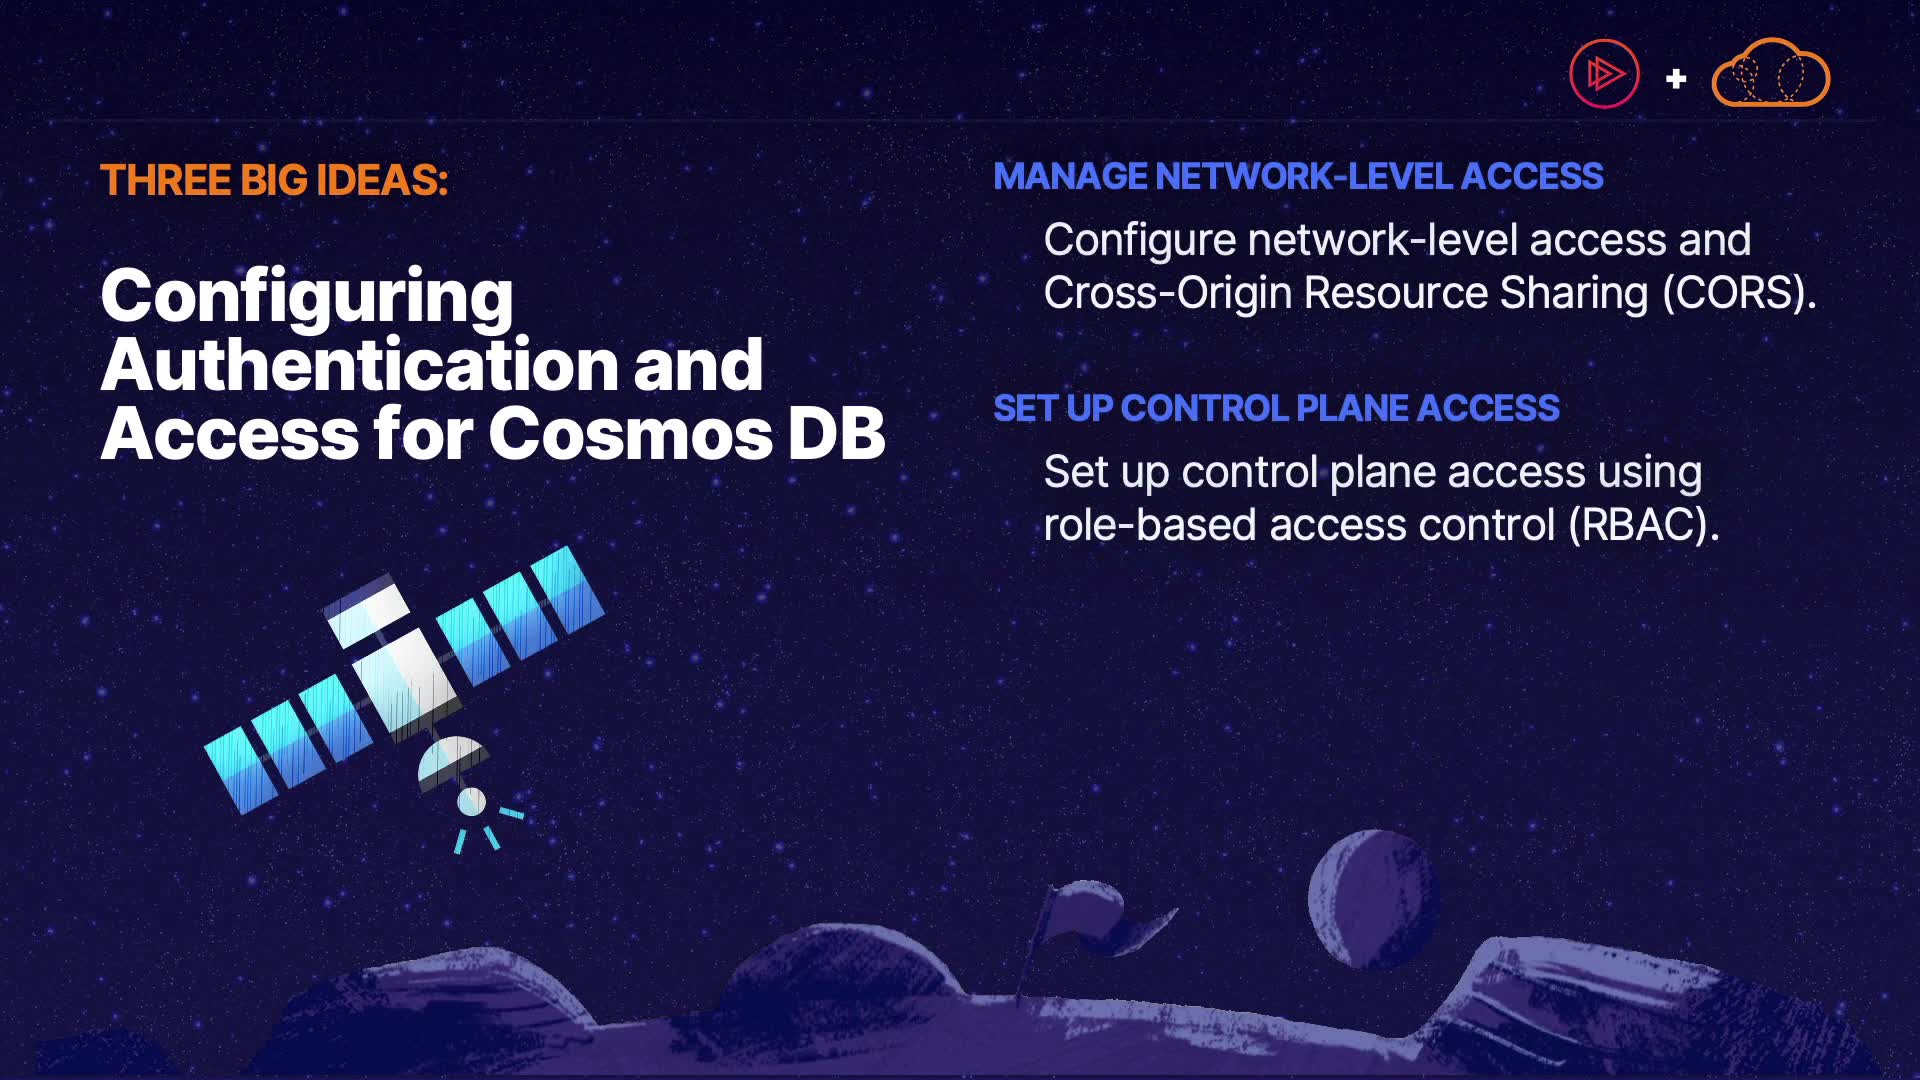 THREE BIG IDEAS:
Configuring
Authentication and
Access for Cosmos DB
MANAGE NETWORK-LEVEL ACCESS
Configure network-level access and
Cross-Origin Resource Sharing (CORS).
SET UP CONTROL PLANE ACCESS
Set up control plane access using
role-based access control (RBAC).
+